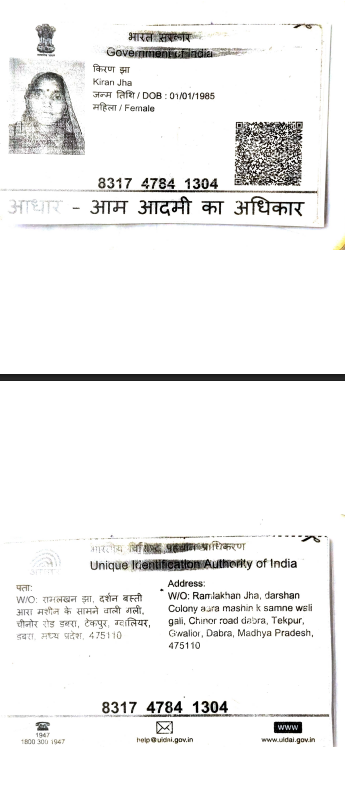 भारत सरकार
Government of India
किरण झा
Kiran Jha
जन्म तिथि / DOB : 01/01/1985
महिला / Female
8317 4784 1304
आधार - आम आदमी का अधिकार
भारतीय विशिष्ट पहचान प्राधिकरण
Unique Identification Authority of India
पता:
W/O: रामलखन झा, दर्शन बस्ती
आरा मशीन के सामने वाली गली,
चीनोर रोड डबरा, टेकपुर, ग्वालियर,
डबरा, मध्य प्रदेश, 475110
Address:
W/O: Ramlakhan Jha, darshan
Colony aara mashin k samne wali
gali, Chinor road dabra, Tekpur,
Gwalior, Dabra, Madhya Pradesh,
475110
8317 4784 1304
1947
1800 300 1947
help@uidai.gov.in
www
www.uidai.gov.in